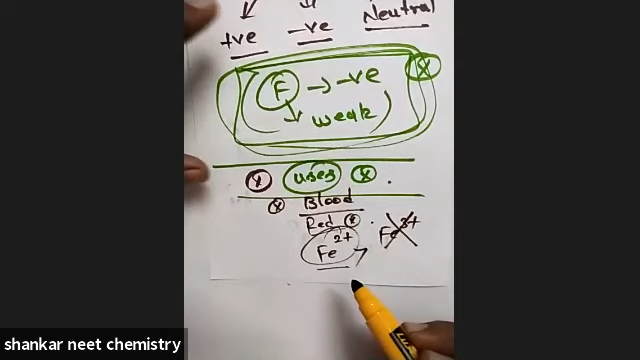 Neutral
+ve -ve
F → -ve
weak
uses
Blood
Red
Fe2+ Fe3+
shankar neet chemistry